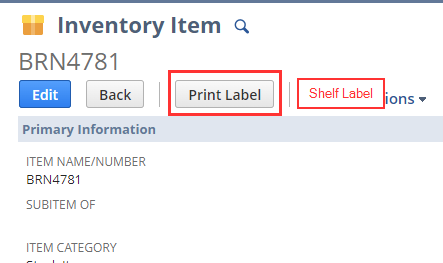 Inventory Item
BRN4781
Edit Back Print Label Shelf Label ions
Primary Information
ITEM NAME/NUMBER
BRN4781
SUBITEM OF
ITEM CATEGORY